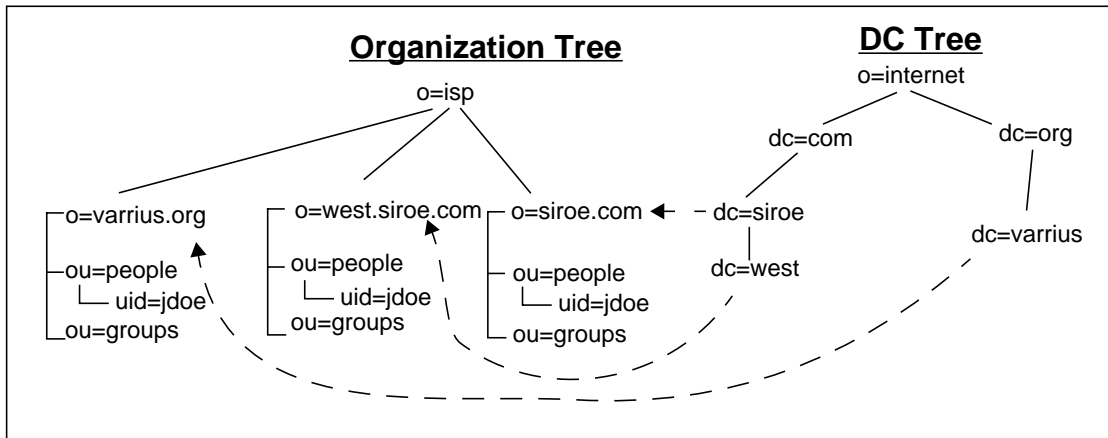 Organization Tree
DC Tree
o=internet
o=isp
dc=com
dc=org
o=varrius.org
o=west.siroe.com
o=siroe.com
dc=siroe
dc=varrius
ou=people
ou=people
ou=people
dc=west
uid=jdoe
uid=jdoe
uid=jdoe
ou=groups
ou=groups
ou=groups